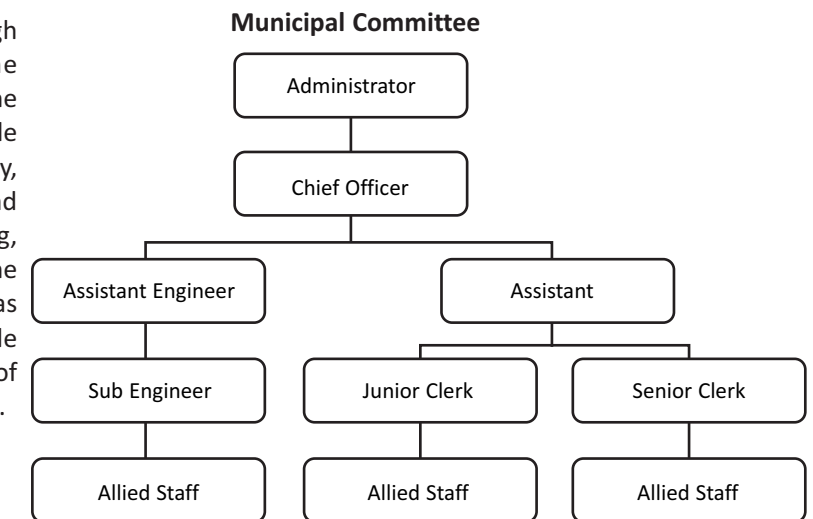 Municipal Committee
Administrator
Chief Officer
Assistant Engineer
Assistant
Sub Engineer
Junior Clerk
Senior Clerk
Allied Staff
Allied Staff
Allied Staff